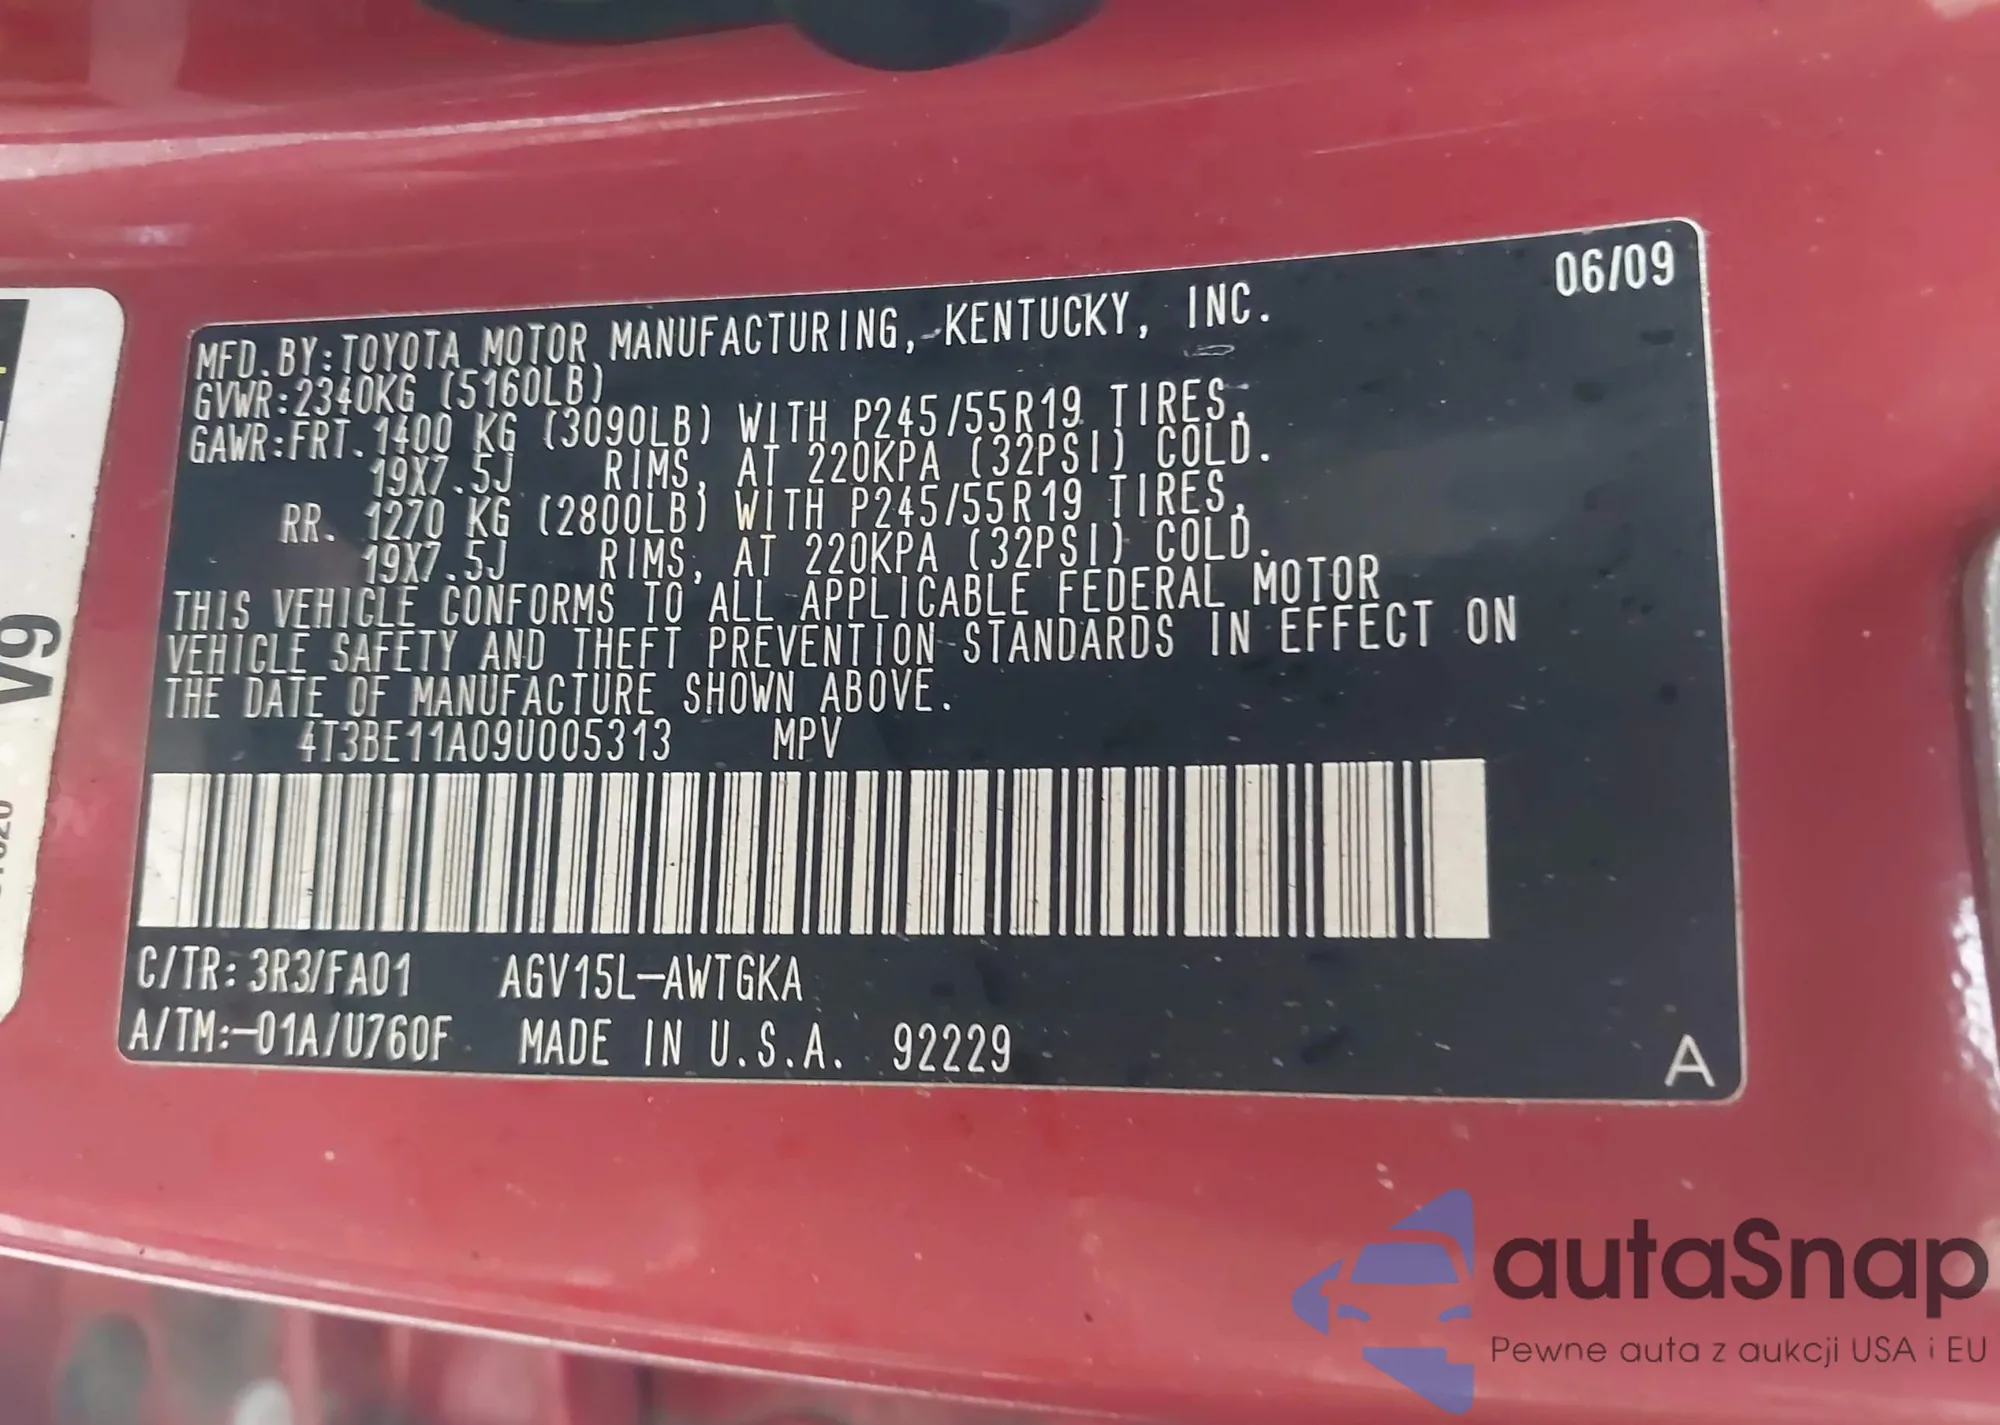 06/09
MFD.BY:TOYOTA MOTOR MANUFACTURING, KENTUCKY, INC.
GVWR:2340KG (5160LB)
GAWR:FRT. 1400 KG (3090LB) WITH P245/55R19 TIRES,
19X7.5J RIMS, AT 220KPA (32PSI) COLD.
RR. 1270 KG (2800LB) WITH P245/55R19 TIRES,
19X7.5J RIMS, AT 220KPA (32PSI) COLD.
THIS VEHICLE CONFORMS TO ALL APPLICABLE FEDERAL MOTOR
VEHICLE SAFETY AND THEFT PREVENTION STANDARDS IN EFFECT ON
THE DATE OF MANUFACTURE SHOWN ABOVE.
4T3BE11A09U005313 MPV
C/TR: 3R3/FA01 AGV15L-AWTGKA
A/TM:-01A/U760F MADE IN U.S.A. 92229
A
V9
autaSnap
Pewne auta z aukcji USA i EU